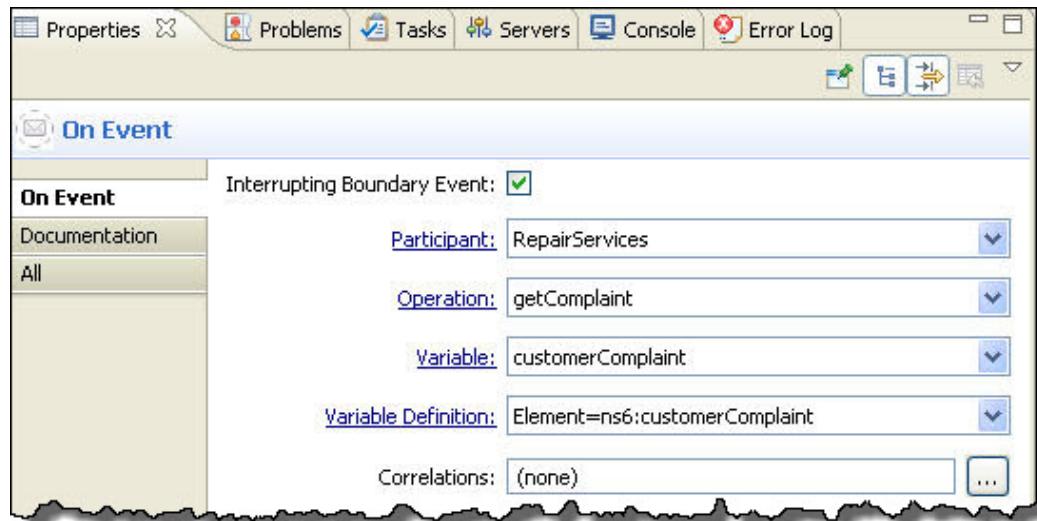 Properties Problems Tasks Servers Console Error Log
On Event
On Event
Documentation
All
Interrupting Boundary Event:
Participant: RepairServices
Operation: getComplaint
Variable: customerComplaint
Variable Definition: Element=ns6:customerComplaint
Correlations: (none) ...